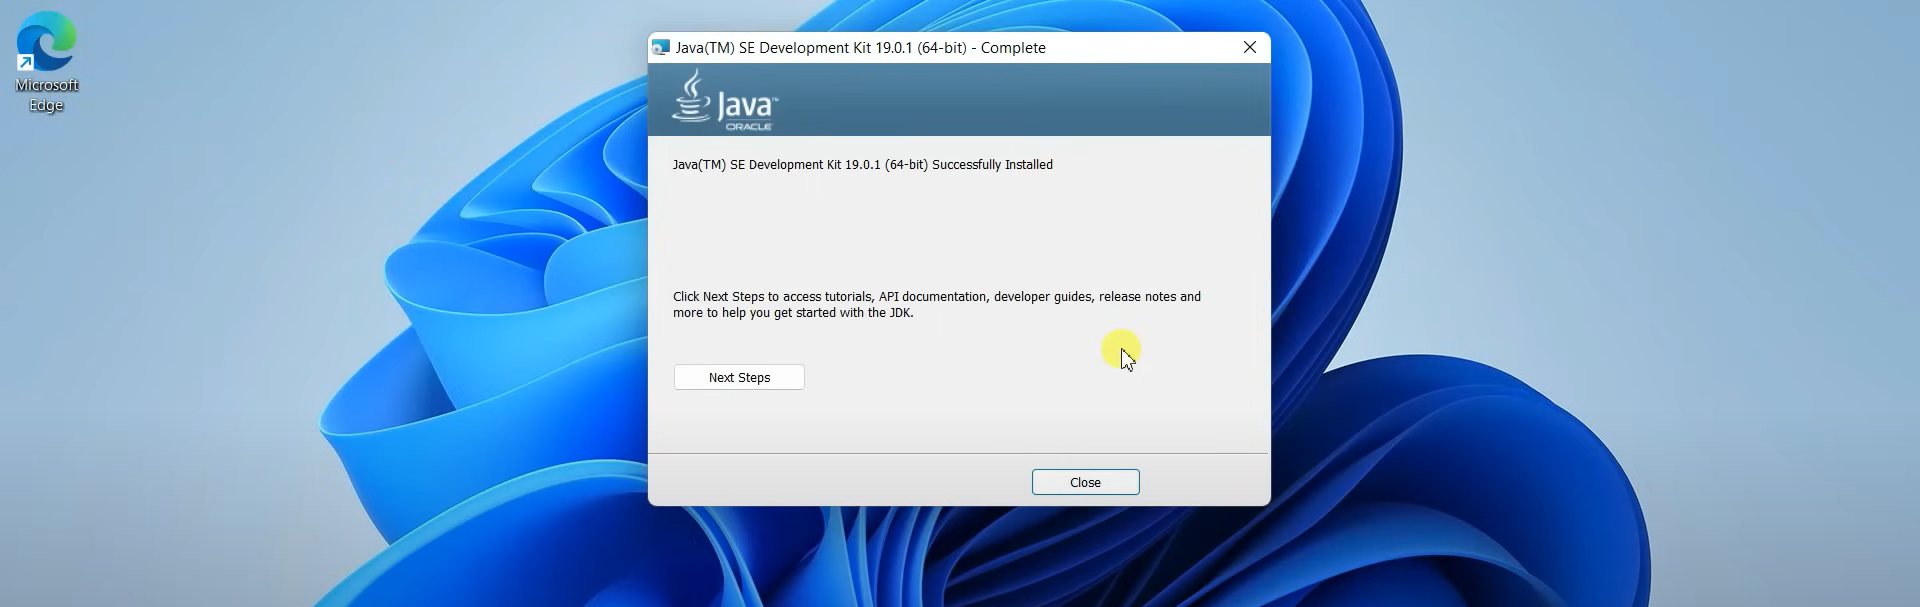 Microsoft
Edge
Java(TM) SE Development Kit 19.0.1 (64-bit) - Complete
Java™
ORACLE
Java(TM) SE Development Kit 19.0.1 (64-bit) Successfully Installed
Click Next Steps to access tutorials, API documentation, developer guides, release notes and
more to help you get started with the JDK.
Next Steps
Close